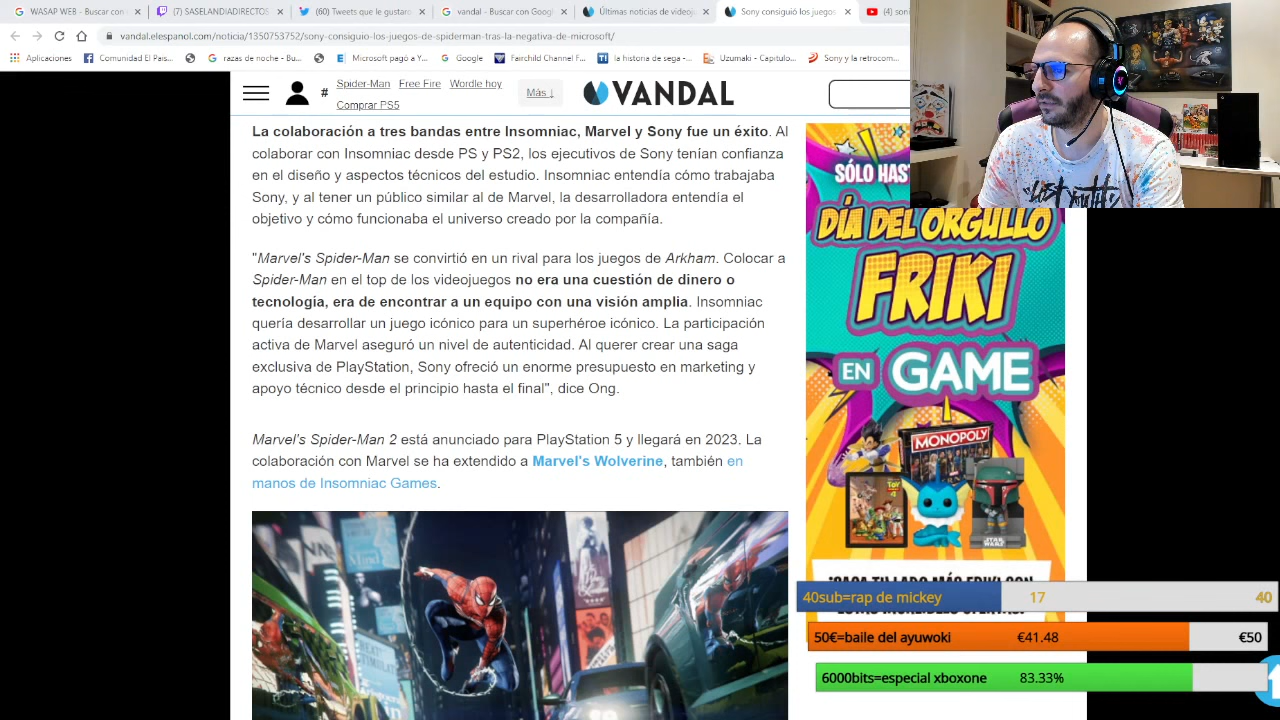 WASAP WEB - Buscar con
(7) SASELANDIADIRECTOS
(60) Tweets que le gustaro
vandal - Buscar con Googl
Últimas noticias de videoju
Sony consiguió los juegos
(4) son
vandal.elespanol.com/noticia/1350753752/sony-consiguio-los-juegos-de-spiderman-tras-la-negativa-de-microsoft/
Aplicaciones
Comunidad El Pais...
razas de noche - Bu...
Microsoft pagó a Y...
Google
Fairchild Channel F...
la historia de sega -...
Uzumaki - Capitulo...
Sony y la retrocom...
# Spider-Man Free Fire Wordle hoy
Comprar PS5
Más ↓
VANDAL
La colaboración a tres bandas entre Insomniac, Marvel y Sony fue un éxito. Al
colaborar con Insomniac desde PS y PS2, los ejecutivos de Sony tenían confianza
en el diseño y aspectos técnicos del estudio. Insomniac entendía cómo trabajaba
Sony, y al tener un público similar al de Marvel, la desarrolladora entendía el
objetivo y cómo funcionaba el universo creado por la compañía.
"Marvel's Spider-Man se convirtió en un rival para los juegos de Arkham. Colocar a
Spider-Man en el top de los videojuegos no era una cuestión de dinero o
tecnología, era de encontrar a un equipo con una visión amplia. Insomniac
quería desarrollar un juego icónico para un superhéroe icónico. La participación
activa de Marvel aseguró un nivel de autenticidad. Al querer crear una saga
exclusiva de PlayStation, Sony ofreció un enorme presupuesto en marketing y
apoyo técnico desde el principio hasta el final", dice Ong.
Marvel's Spider-Man 2 está anunciado para PlayStation 5 y llegará en 2023. La
colaboración con Marvel se ha extendido a Marvel's Wolverine, también en
manos de Insomniac Games.
SÓLO HAS
DÍA DEL ORGULLO
FRIKI
EN GAME
MONOPOLY
STAR WARS
40sub=rap de mickey 17 40
50€=baile del ayuwoki €41.48 €50
6000bits=especial xboxone 83.33%